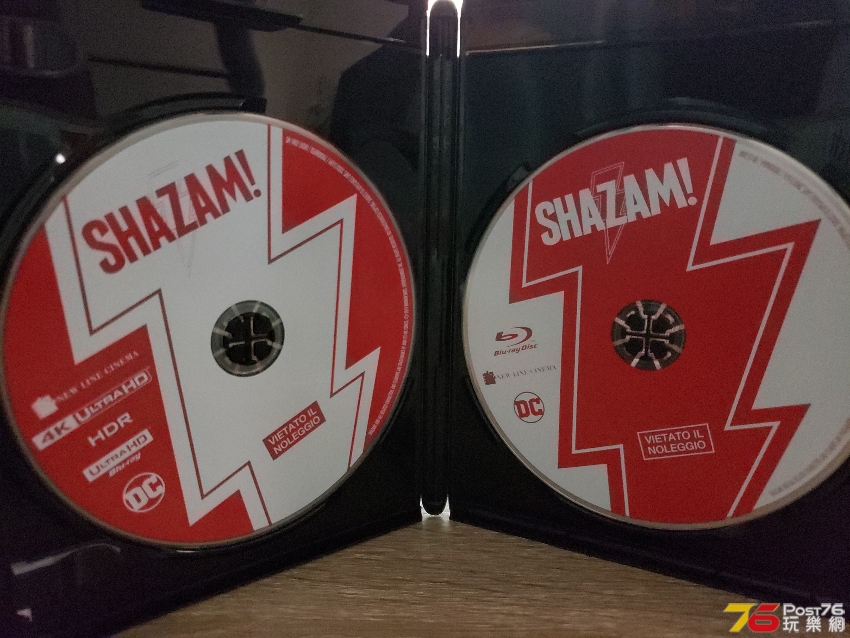 SHAZAM!
NEW LINE CINEMA
4K ULTRA HD
HDR
ULTRA HD
Blu-ray
DC
VIETATO IL
NOLEGGIO
SHAZAM!
Blu-ray Disc
NEW LINE CINEMA
DC
VIETATO IL
NOLEGGIO
76 Post76
玩樂網